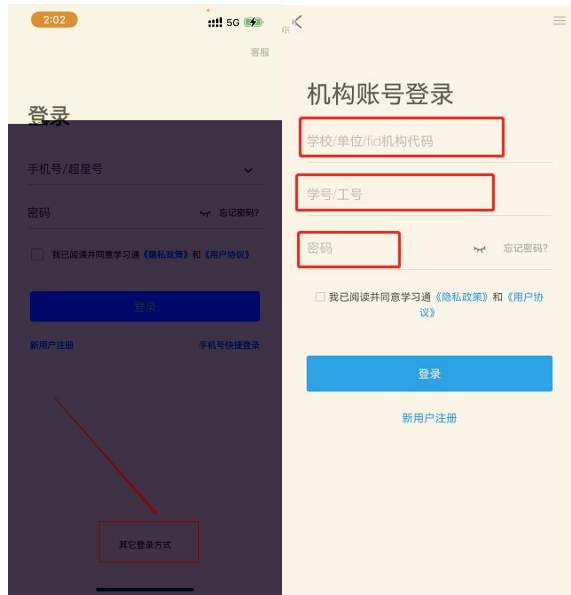 2:02
5G
客服
登录
手机号/超星号
密码
忘记密码?
我已阅读并同意学习通《隐私政策》和《用户协议》
登录
新用户注册
手机号快捷登录
其它登录方式
机构账号登录
学校/单位/fid机构代码
学号/工号
密码
忘记密码?
我已阅读并同意学习通《隐私政策》和《用户协
议》
登录
新用户注册